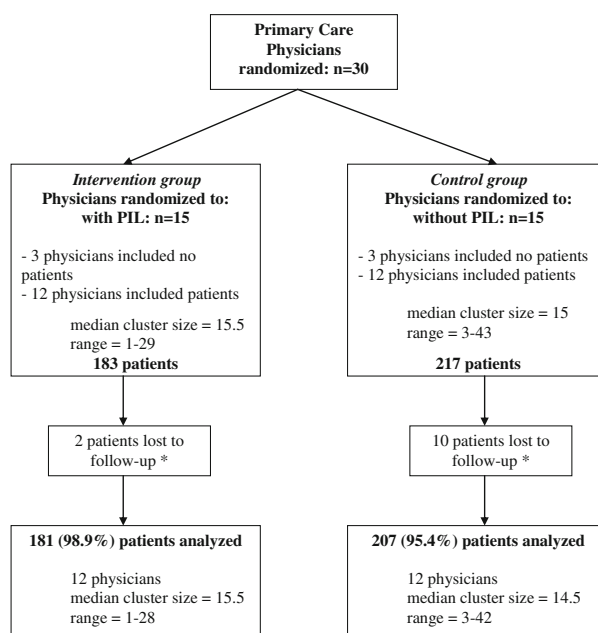 Primary Care
Physicians
randomized: n=30
Intervention group
Physicians randomized to:
with PIL: n=15
- 3 physicians included no
patients
- 12 physicians included patients
median cluster size = 15.5
range = 1-29
183 patients
Control group
Physicians randomized to:
without PIL: n=15
- 3 physicians included no patients
- 12 physicians included patients
median cluster size = 15
range = 3-43
217 patients
2 patients lost to
follow-up *
10 patients lost to
follow-up *
181 (98.9%) patients analyzed
12 physicians
median cluster size = 15.5
range = 1-28
207 (95.4%) patients analyzed
12 physicians
median cluster size = 14.5
range = 3-42